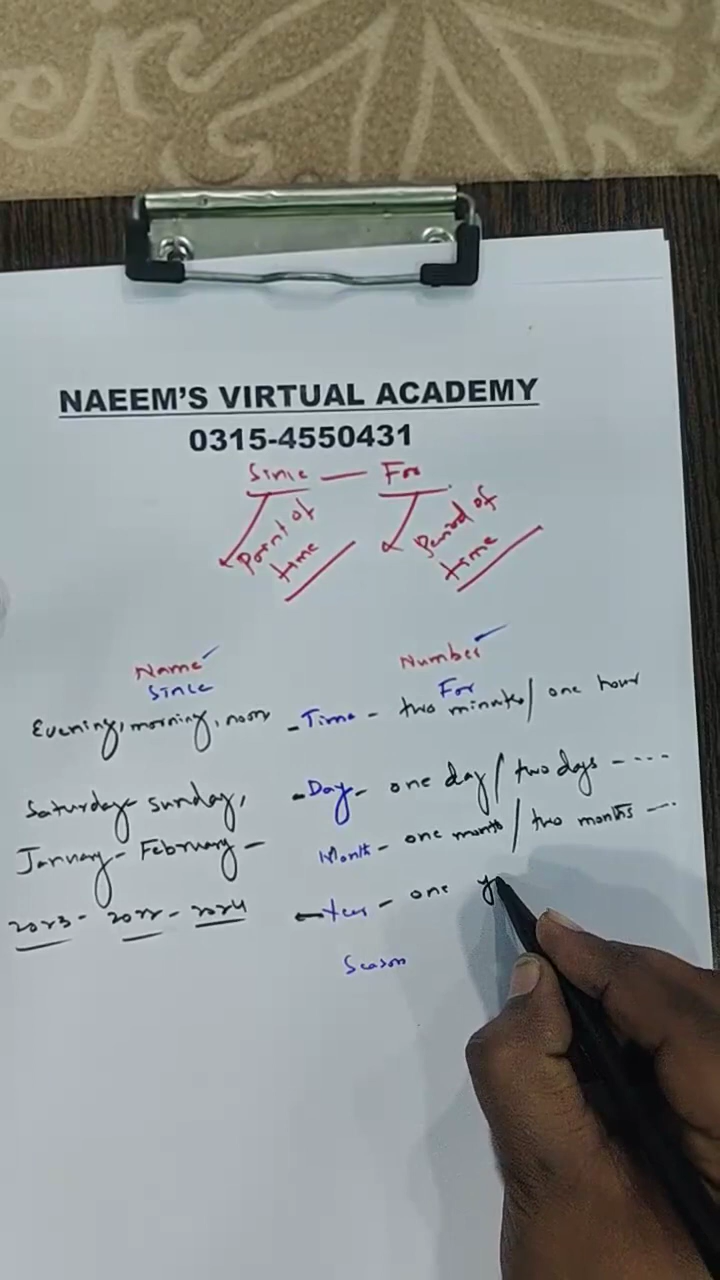 NAEEM'S VIRTUAL ACADEMY
0315-4550431
Since — For
Point of time
Period of time
Name Number
Since For
Evening, morning, noon - Time - two minutes / one hour
Saturday - sunday, - Day - one day / two days - ....
January - February - Month - one month / two months - ...
2023 - 2022 - 2024 - Year - one y
Season